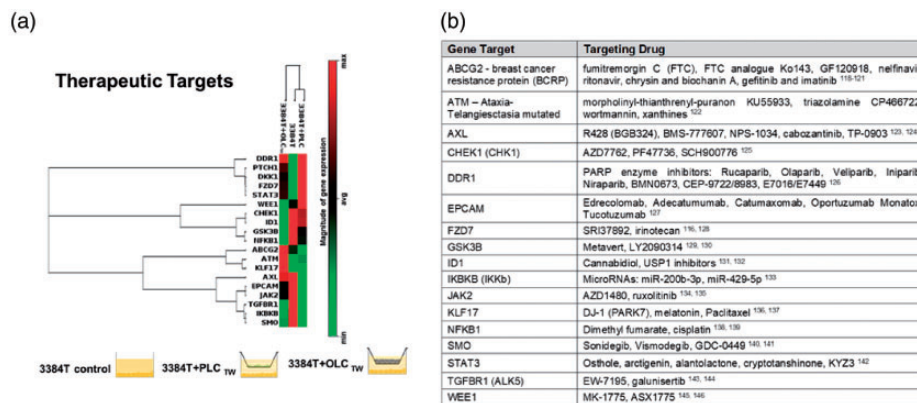 (a)
Therapeutic Targets
3384T+OLC
3384T
3384T+PLC
DDR1
PTCH1
DKK1
FZD7
STAT3
WEE1
CHEK1
ID1
GSK3B
NFKB1
ABCG2
ATM
KLF17
AXL
EPCAM
JAK2
TGFBR1
IKBKB
SMO
max
avg
min
Magnitude of gene expression
3384T control
3384T+PLC TW
3384T+OLC TW
(b)
Gene Target Targeting Drug
ABCG2 - breast cancer fumitremorgin C (FTC), FTC analogue Ko143, GF120918, nelfinavi
resistance protein (BCRP) ritonavir, chrysin and biochanin A, gefitinib and imatinib 118-121
ATM – Ataxia- morpholinyl-thianthrenyl-puranon KU55933, triazolamine CP466722
Telangiesctasia mutated wortmannin, xanthines 122
AXL R428 (BGB324), BMS-777607, NPS-1034, cabozantinib, TP-0903 123, 124
CHEK1 (CHK1) AZD7762, PF47736, SCH900776 125
DDR1 PARP enzyme inhibitors: Rucaparib, Olaparib, Veliparib, Iniparib
Niraparib, BMN0673, CEP-9722/8983, E7016/E7449 126
EPCAM Edrecolomab, Adecatumumab, Catumaxomab, Oportuzumab Monatox
Tucotuzumab 127
FZD7 SRI37892, irinotecan 116, 128
GSK3B Metavert, LY2090314 129, 130
ID1 Cannabidiol, USP1 inhibitors 131, 132
IKBKB (IKKb) MicroRNAs: miR-200b-3p, miR-429-5p 133
JAK2 AZD1480, ruxolitinib 134, 135
KLF17 DJ-1 (PARK7), melatonin, Paclitaxel 136, 137
NFKB1 Dimethyl fumarate, cisplatin 138, 139
SMO Sonidegib, Vismodegib, GDC-0449 140, 141
STAT3 Osthole, arctigenin, alantolactone, cryptotanshinone, KYZ3 142
TGFBR1 (ALK5) EW-7195, galunisertib 143, 144
WEE1 MK-1775, ASX1775 145, 146